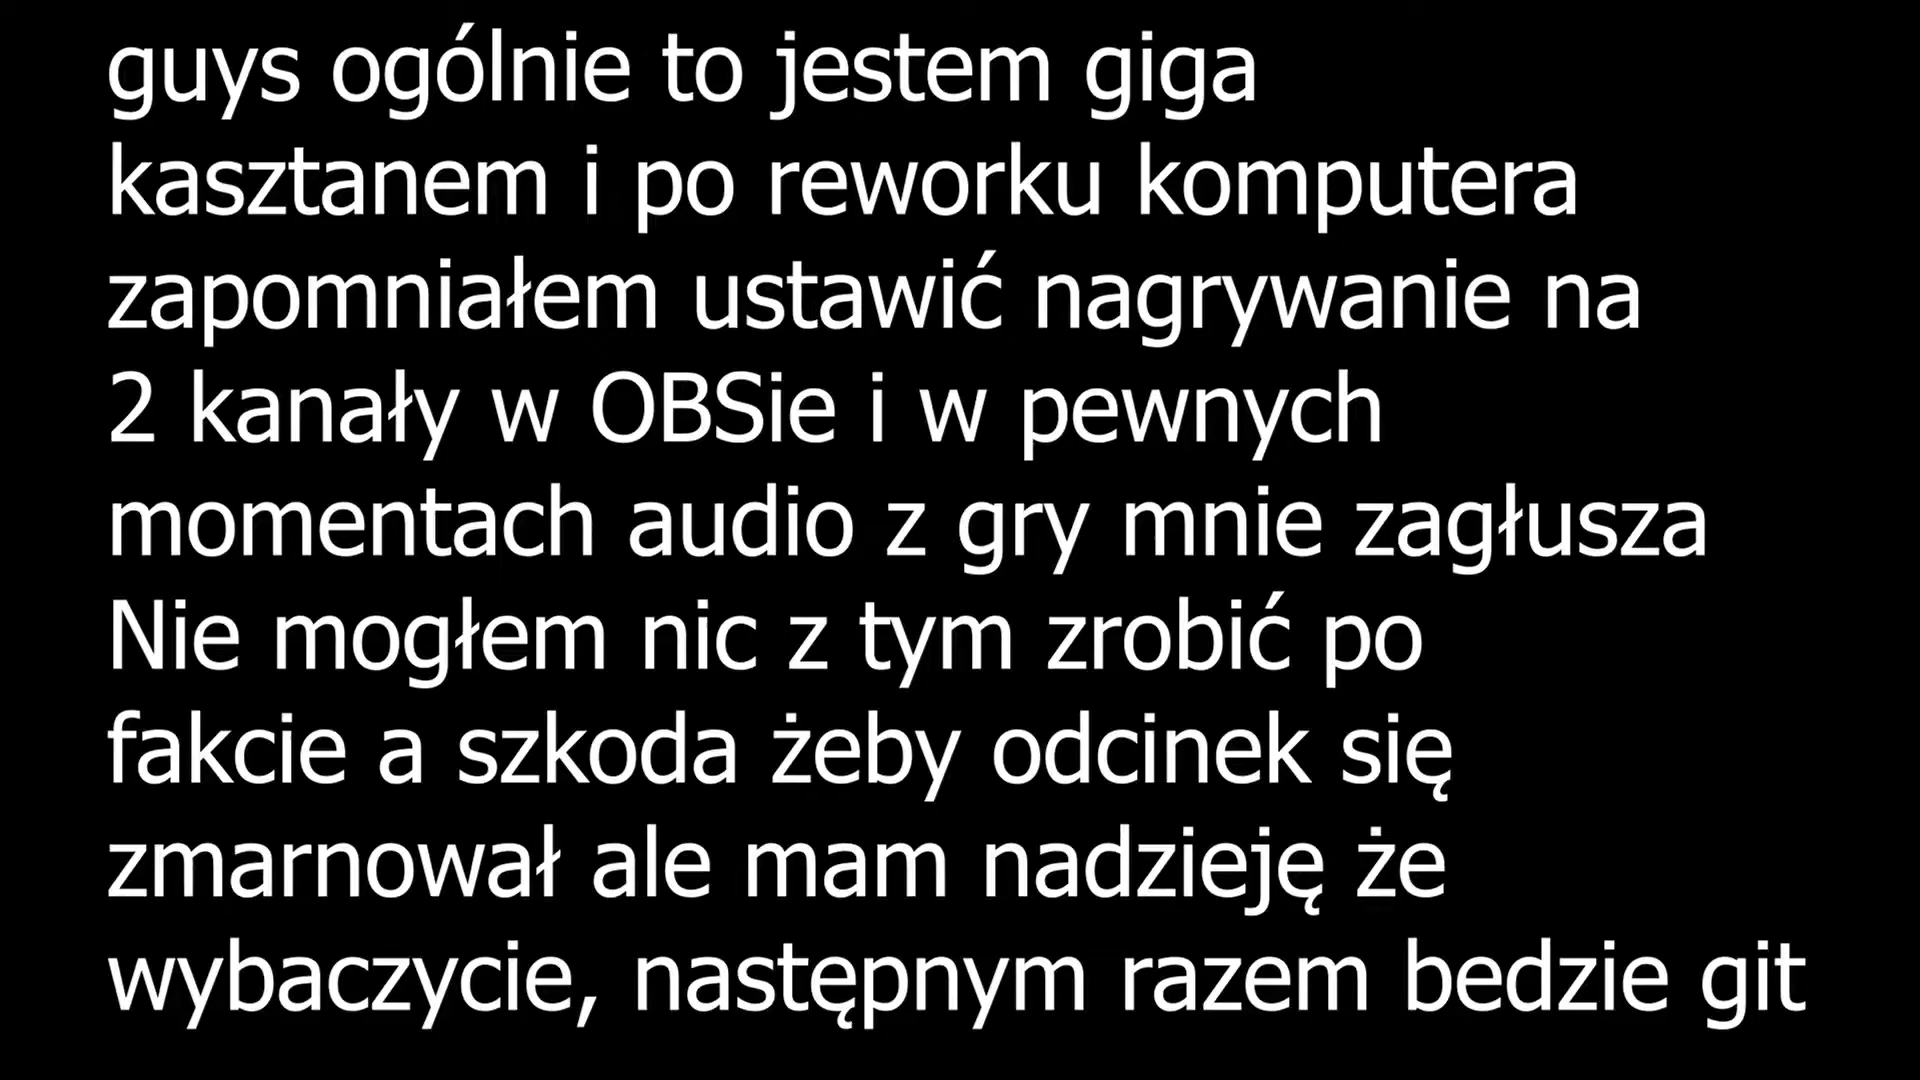 guys ogólnie to jestem giga
kasztanem i po reworku komputera
zapomniałem ustawić nagrywanie na
2 kanały w OBSie i w pewnych
momentach audio z gry mnie zagłusza
Nie mogłem nic z tym zrobić po
fakcie a szkoda żeby odcinek się
zmarnował ale mam nadzieję że
wybaczycie, następnym razem bedzie git